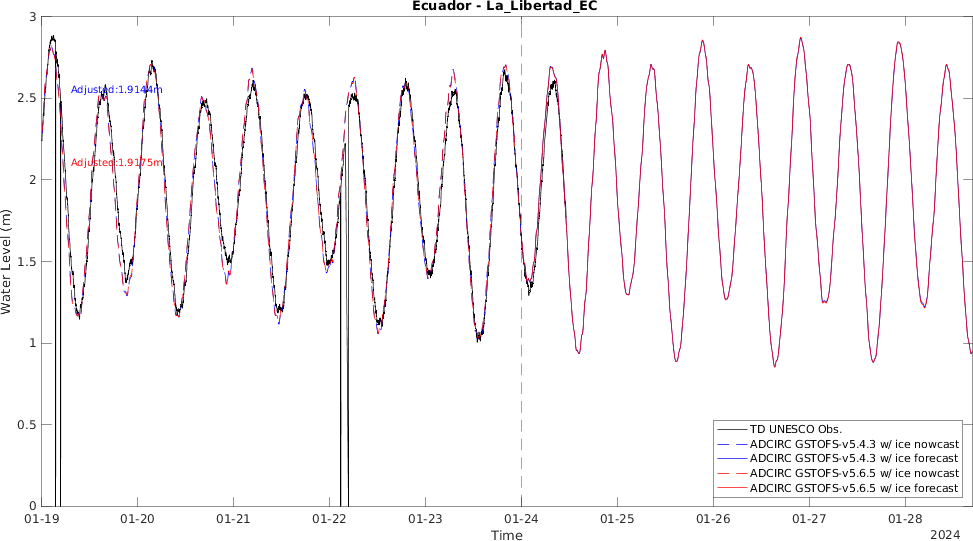 Ecuador - La_Libertad_EC
3
2.5
2
1.5
1
0.5
0
Water Level (m)
Adjusted:1.9144m
Adjusted:1.9175m
TD UNESCO Obs.
ADCIRC GSTOFS-v5.4.3 w/ ice nowcast
ADCIRC GSTOFS-v5.4.3 w/ ice forecast
ADCIRC GSTOFS-v5.6.5 w/ ice nowcast
ADCIRC GSTOFS-v5.6.5 w/ ice forecast
01-19 01-20 01-21 01-22 01-23 01-24 01-25 01-26 01-27 01-28
Time
2024